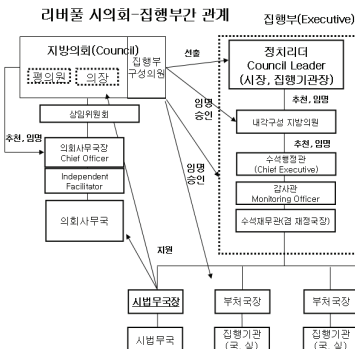 리버풀 시의회-집행부간 관계
집행부(Executive)
지방의회(Council)
평의원
의장
집행부
구성의원
선출
정치리더
Council Leader
(시장, 집행기관장)
추천, 임명
상임위원회
임명
승인
내각구성 지방의원
추천, 임명
의회사무국장
Chief Officer
추천, 임명
Independent
Facilitator
임명
승인
수석행정관
(Chief Executive)
감사관
Monitoring Officer
의회사무국
수석재무관(겸 재정국장)
지원
시법무국장
부처국장
부처국장
시법무국
집행기관
(국, 실)
집행기관
(국, 실)